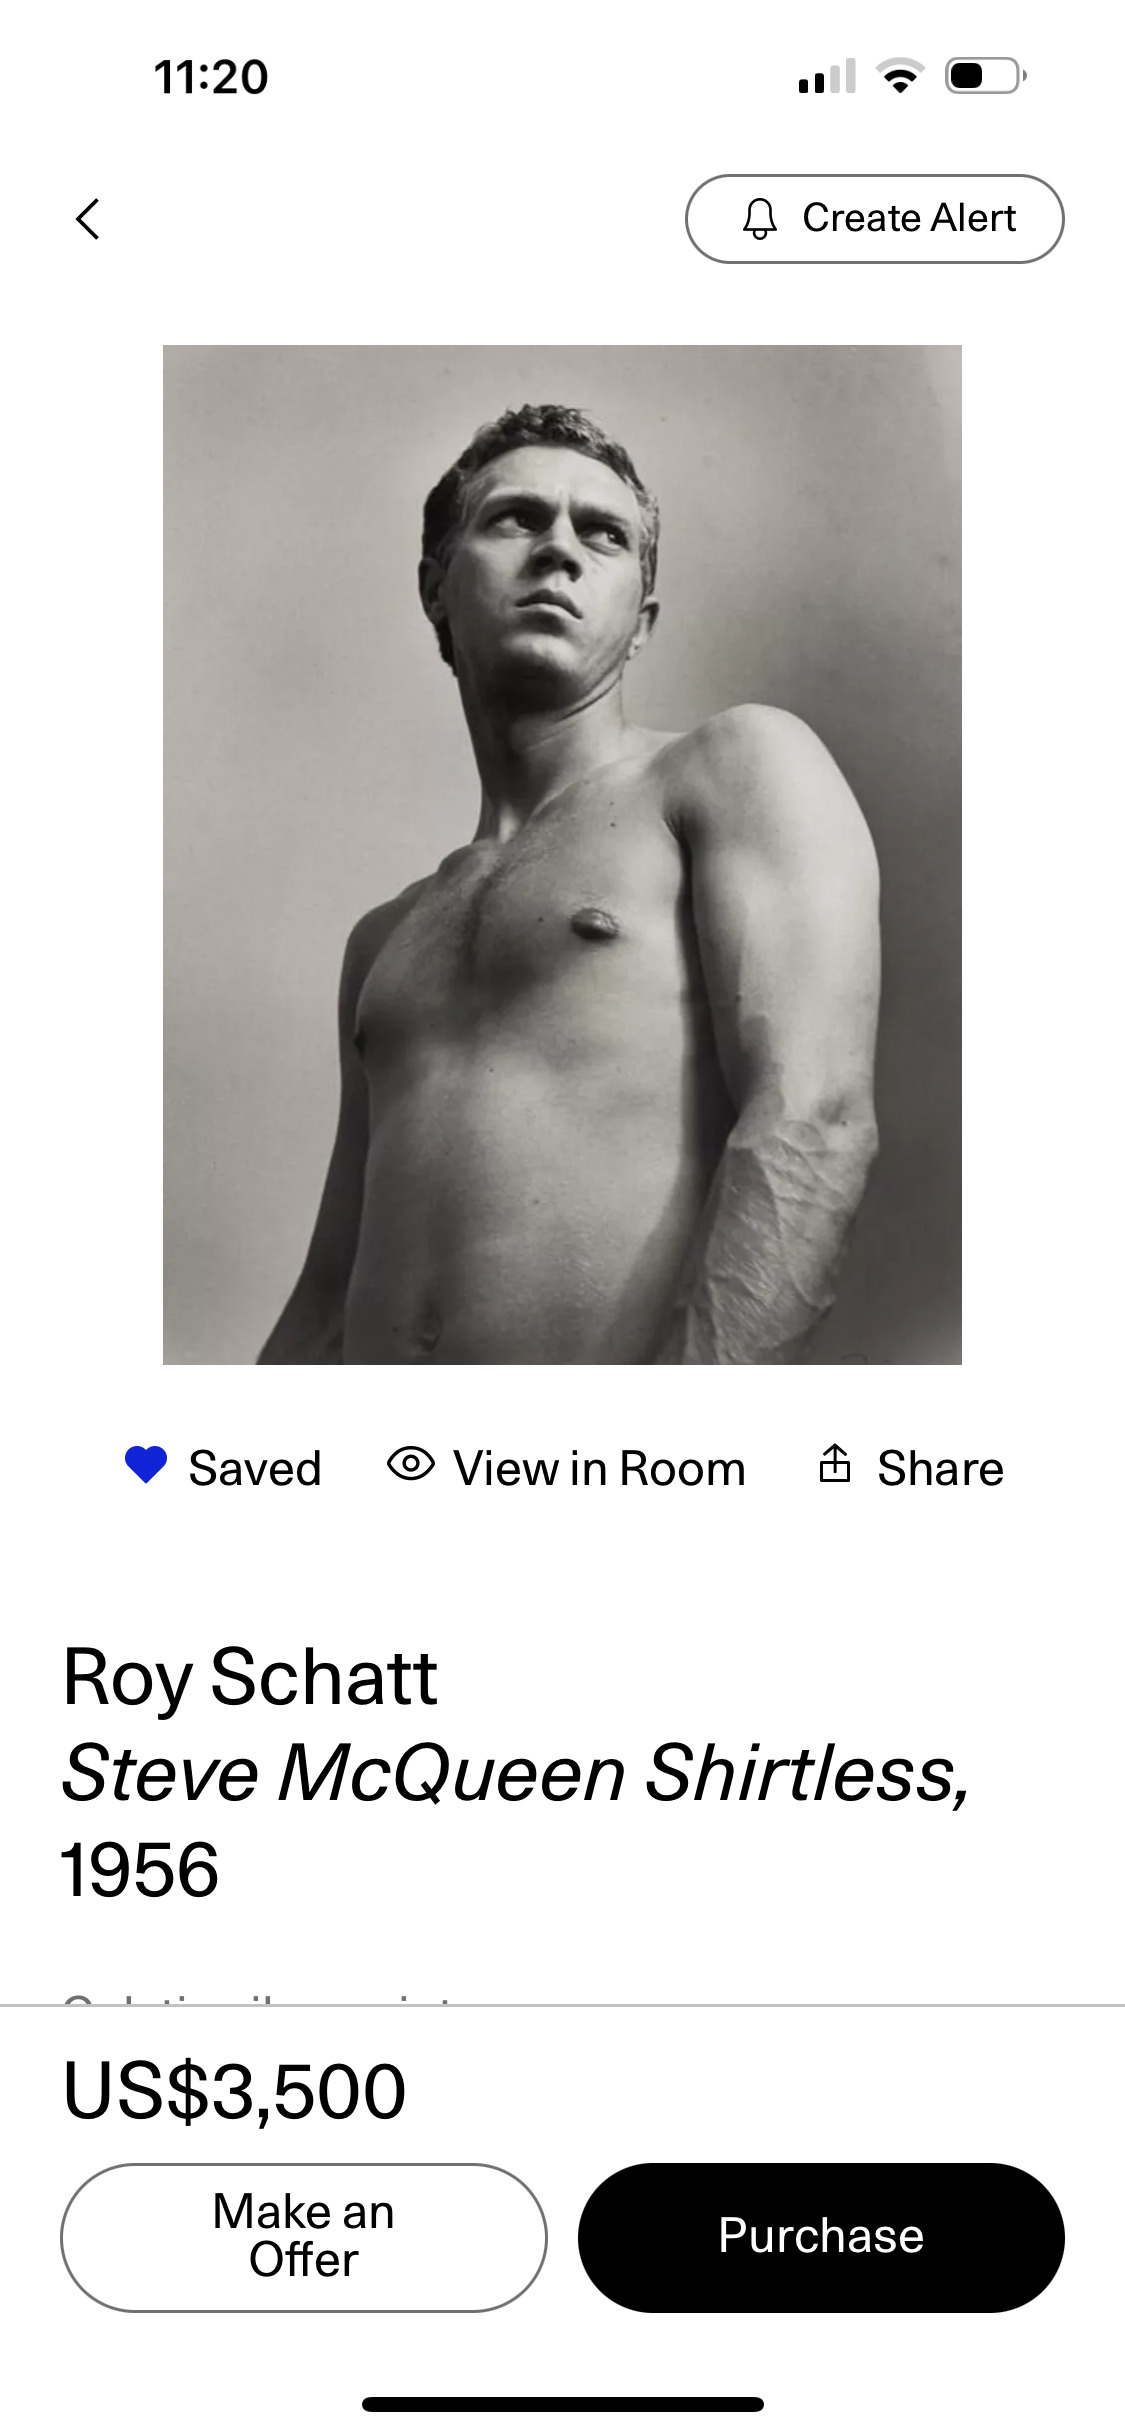 11:20
Create Alert
Saved View in Room Share
Roy Schatt
Steve McQueen Shirtless,
1956
US$3,500
Make an
Offer
Purchase